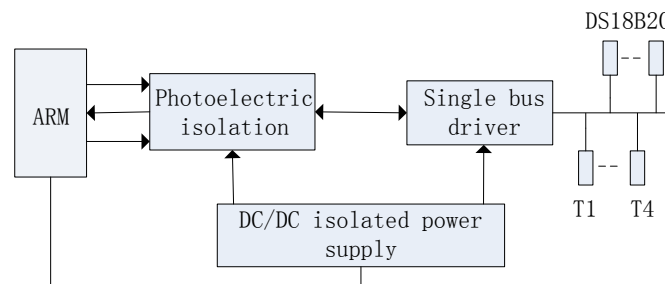 DS18B20
ARM
Photoelectric
isolation
Single bus
driver
T1
T4
DC/DC isolated power
supply